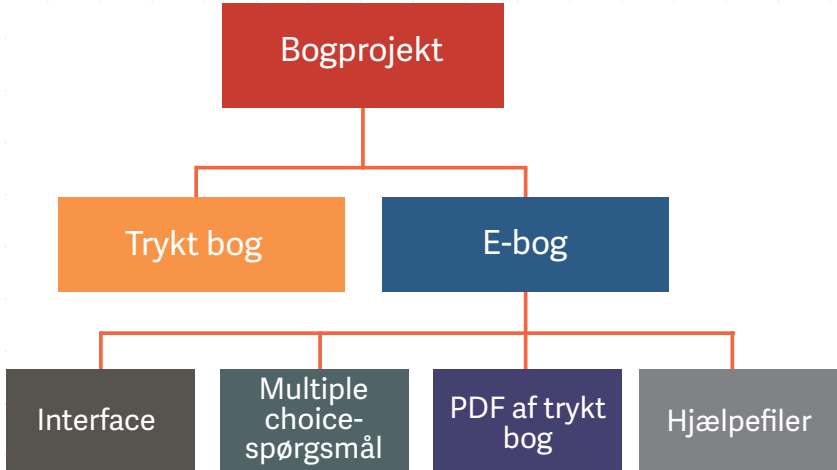 Bogprojekt
Trykt bog
E-bog
Interface
Multiple
choice-
spørgsmål
PDF af trykt
bog
Hjælpefiler